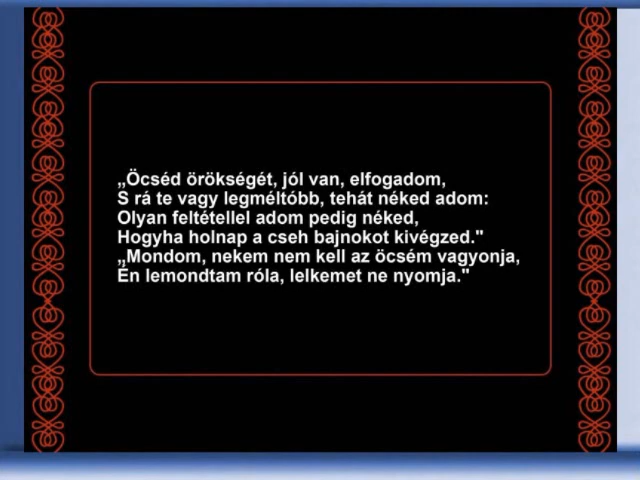 „Öcséd örökségét, jól van, elfogadom,
S rá te vagy legméltóbb, tehát néked adom:
Olyan feltétellel adom pedig néked,
Hogyha holnap a cseh bajnokot kivégzed."
„Mondom, nekem nem kell az öcsém vagyonja,
Én lemondtam róla, lelkemet ne nyomja."